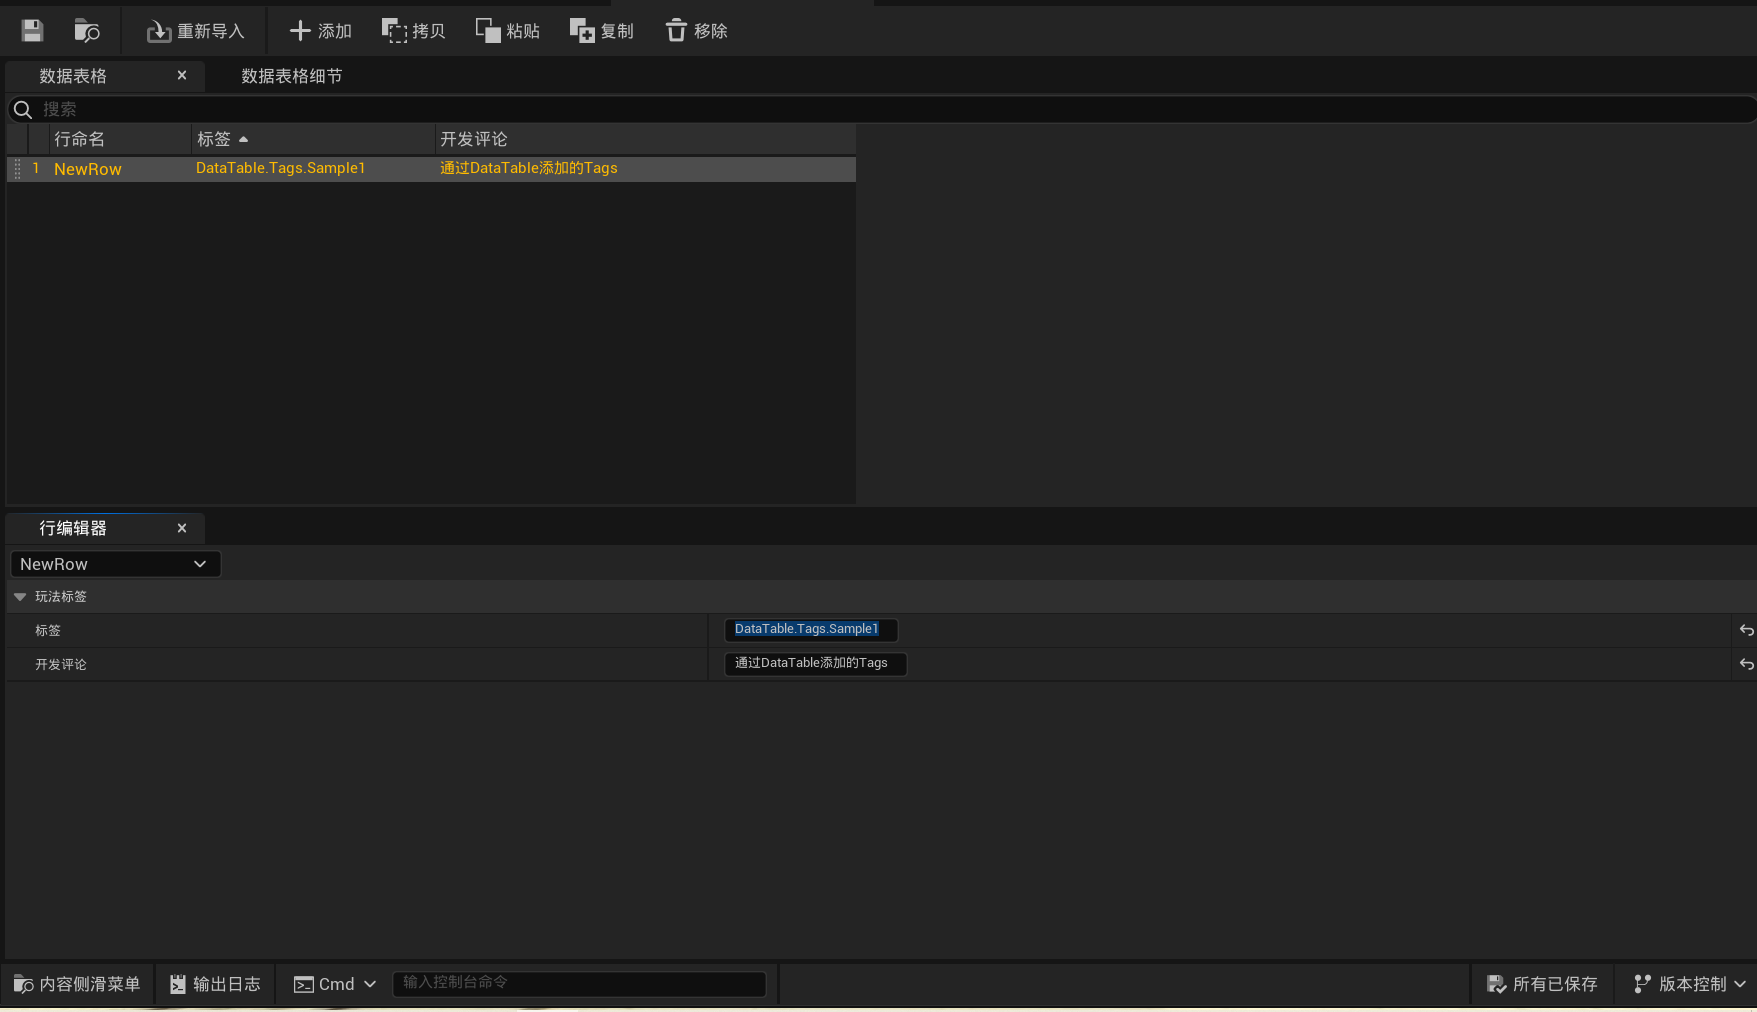 重新导入 添加 拷贝 粘贴 复制 移除
数据表格 数据表格细节
搜索
行命名 标签 开发评论
1 NewRow DataTable.Tags.Sample1 通过DataTable添加的Tags
行编辑器
NewRow
玩法标签
标签 DataTable.Tags.Sample1
开发评论 通过DataTable添加的Tags
内容侧滑菜单 输出日志 Cmd 输入控制台命令 所有已保存 版本控制